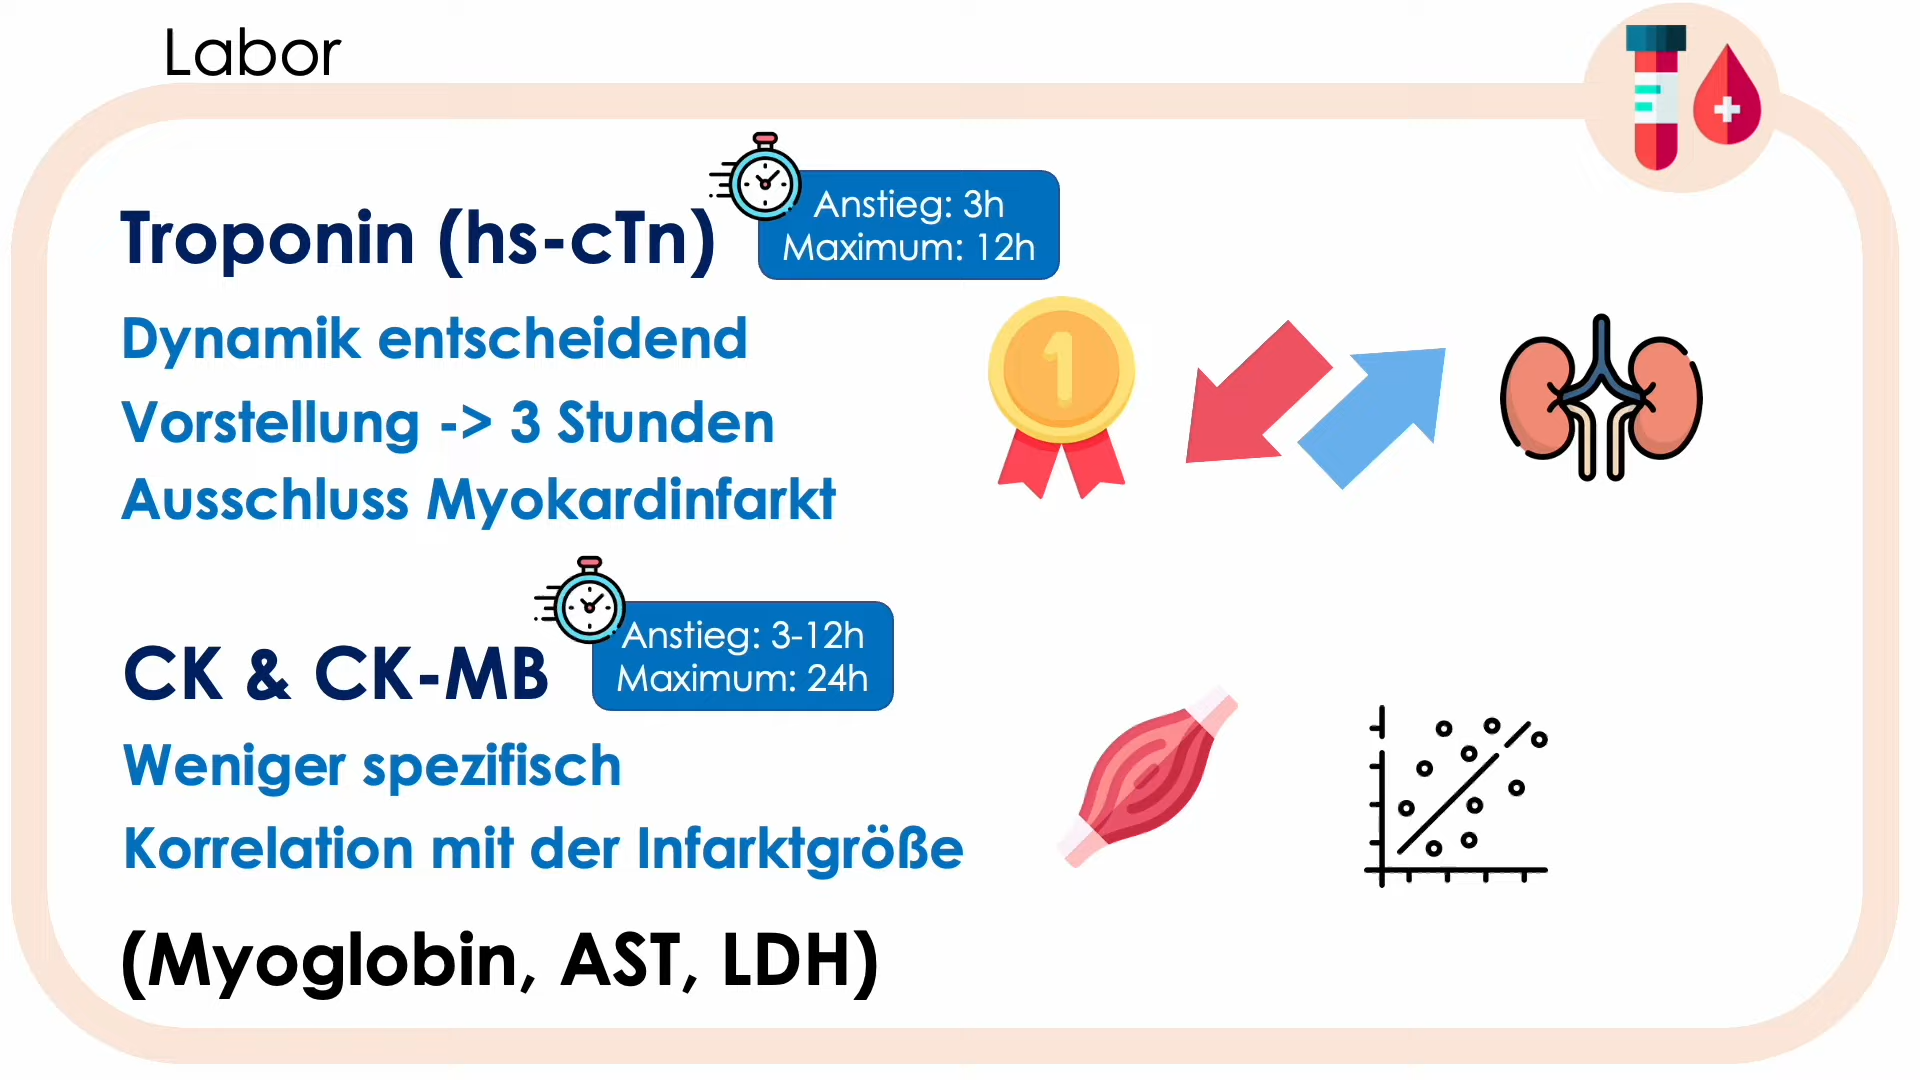 Labor
Troponin (hs-cTn)
Anstieg: 3h
Maximum: 12h
Dynamik entscheidend
Vorstellung -> 3 Stunden
Ausschluss Myokardinfarkt
1
CK & CK-MB
Anstieg: 3-12h
Maximum: 24h
Weniger spezifisch
Korrelation mit der Infarktgröße
(Myoglobin, AST, LDH)